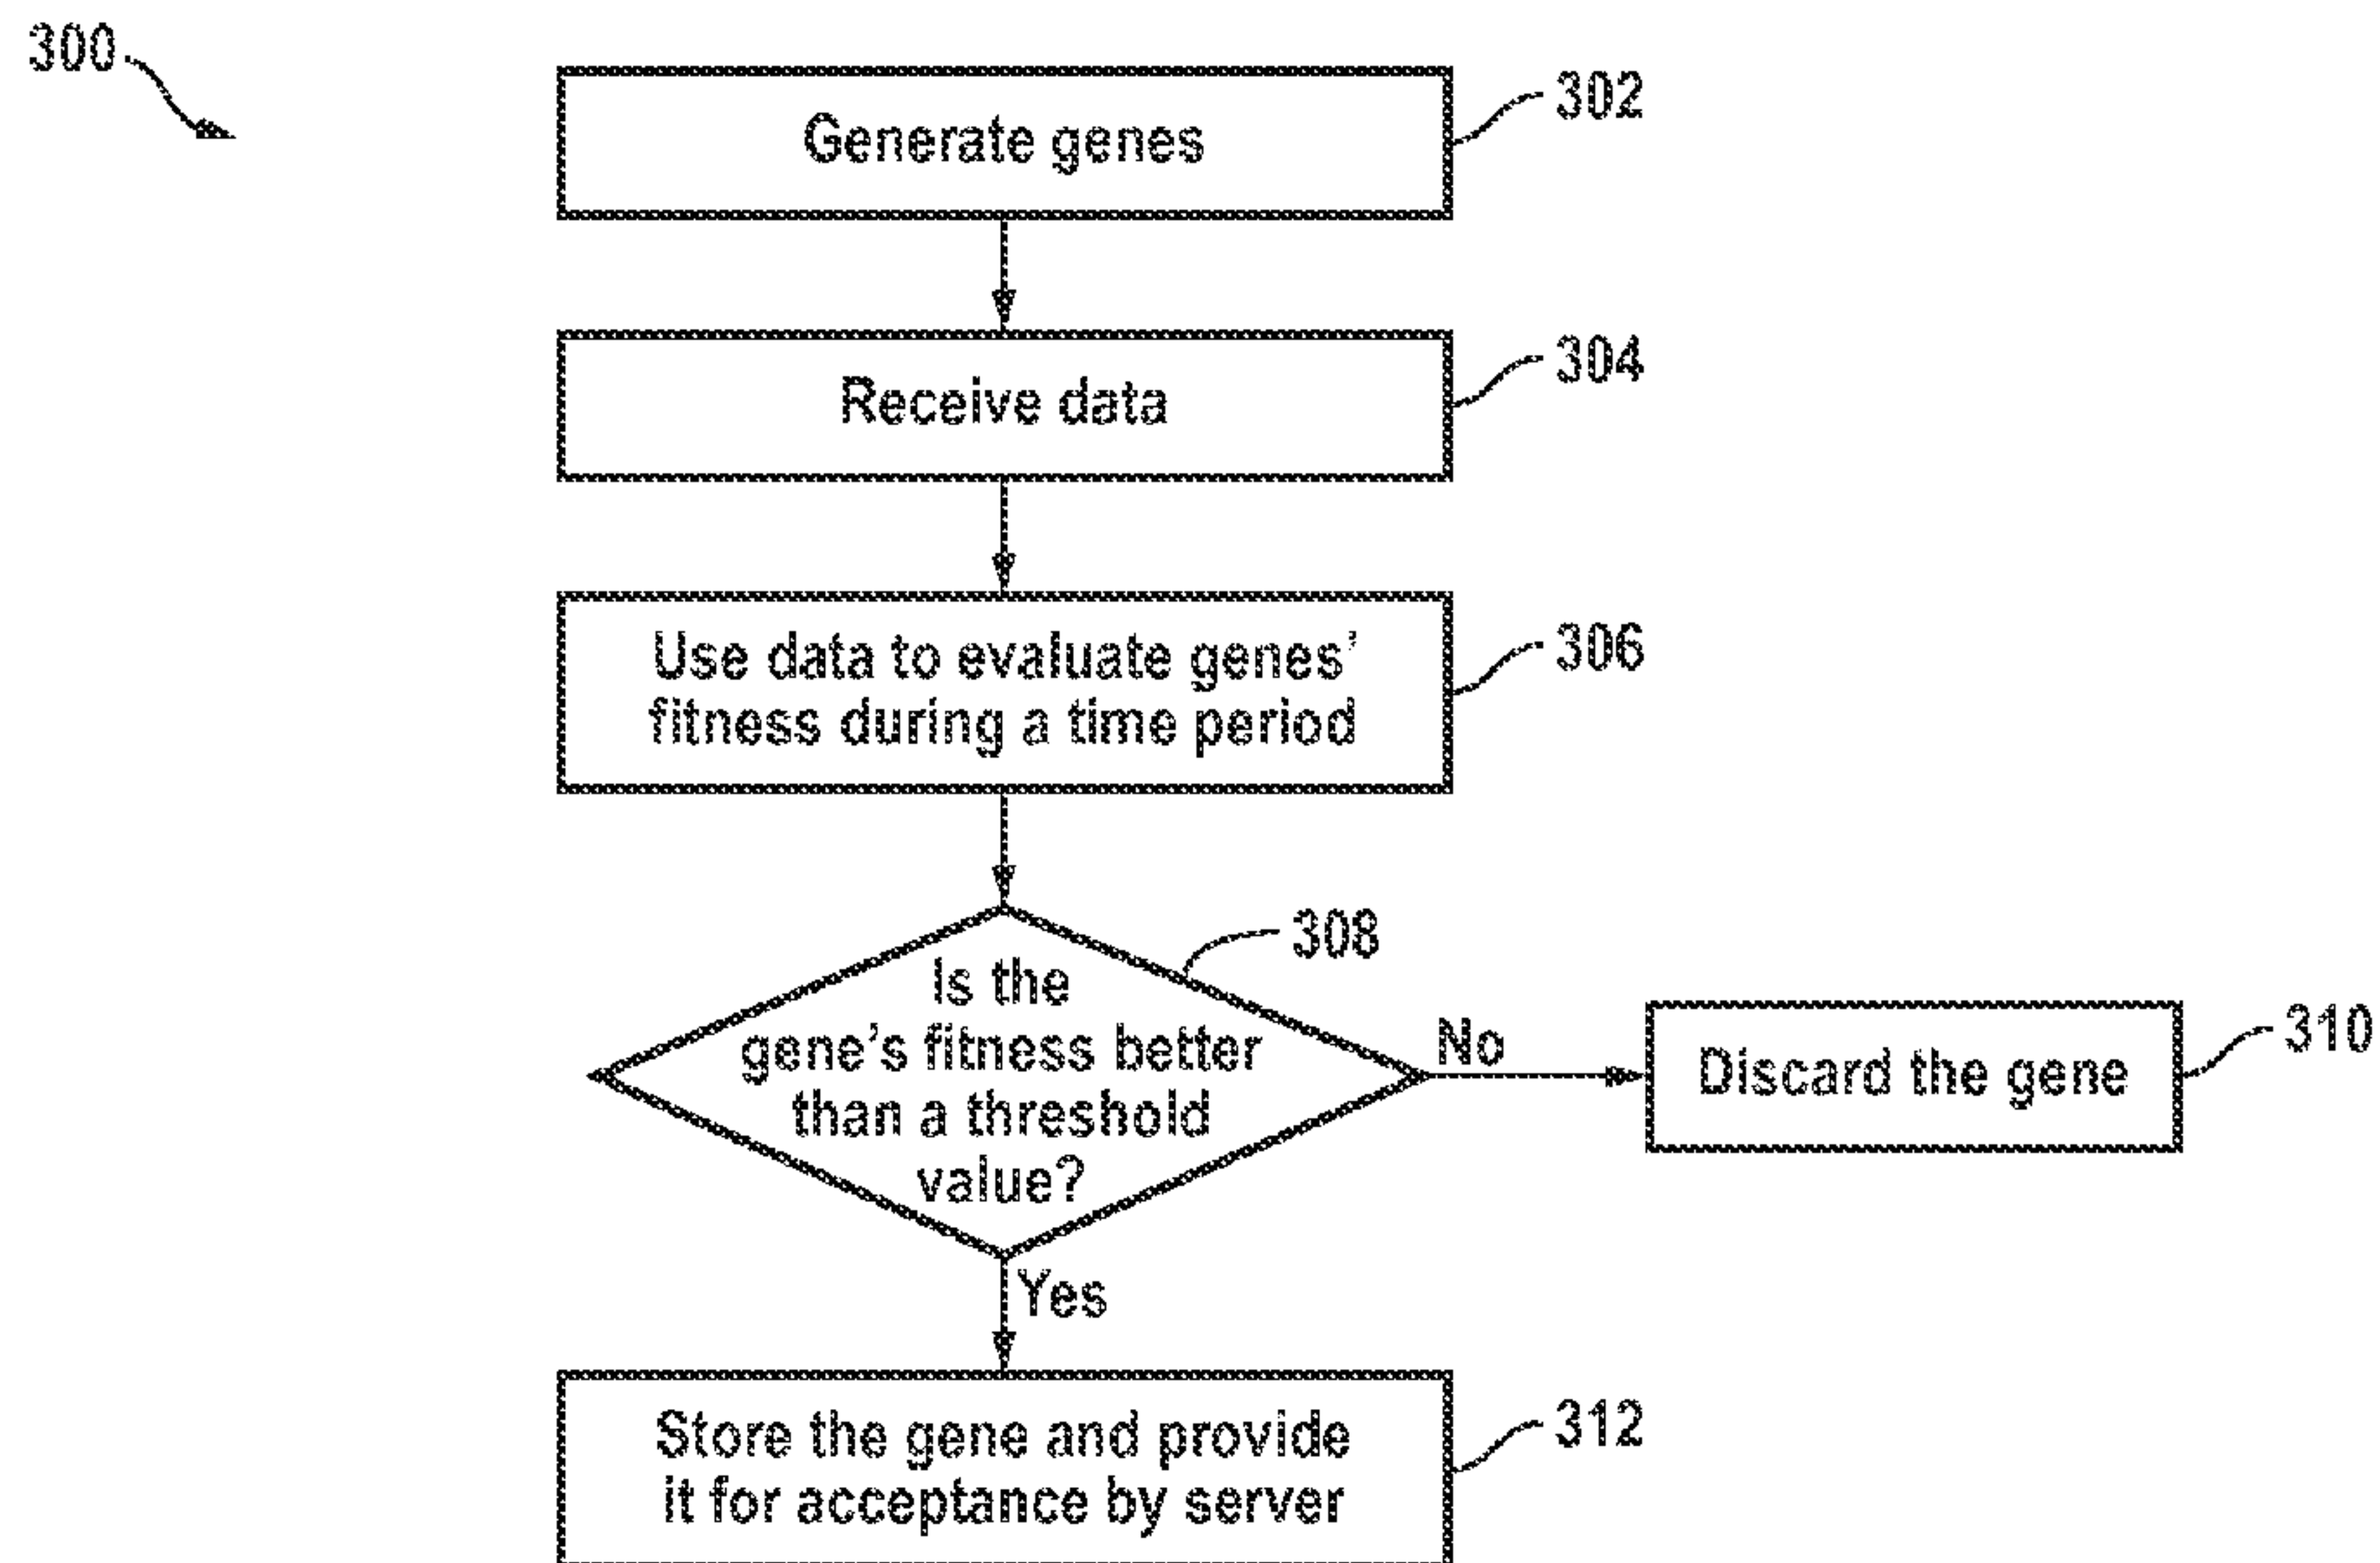 300
Generate genes
302
Receive data
304
Use data to evaluate genes’
fitness during a time period
306
308
Is the
gene’s fitness better
than a threshold
value?
No
Discard the gene
310
Yes
Store the gene and provide
it for acceptance by server
312